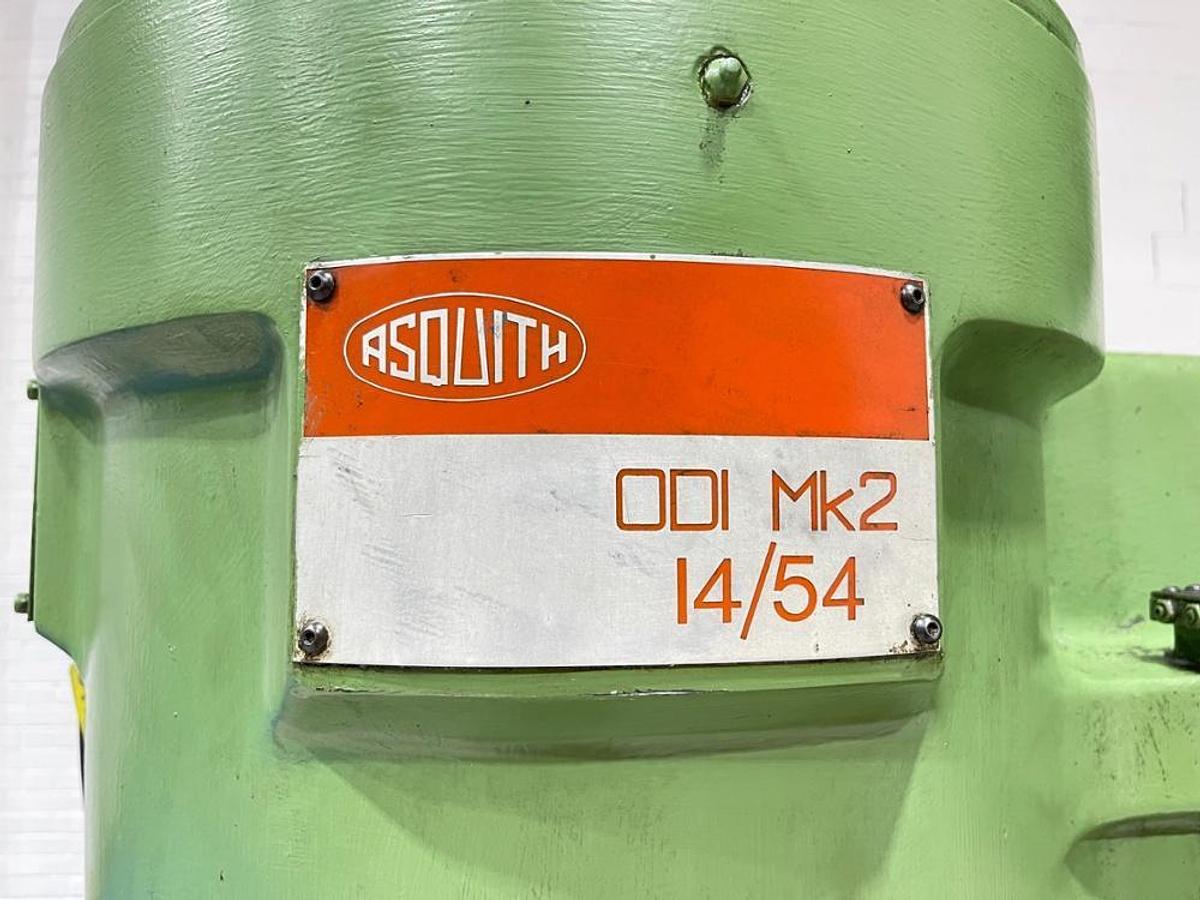 ASQUITH
ODI Mk2
14/54